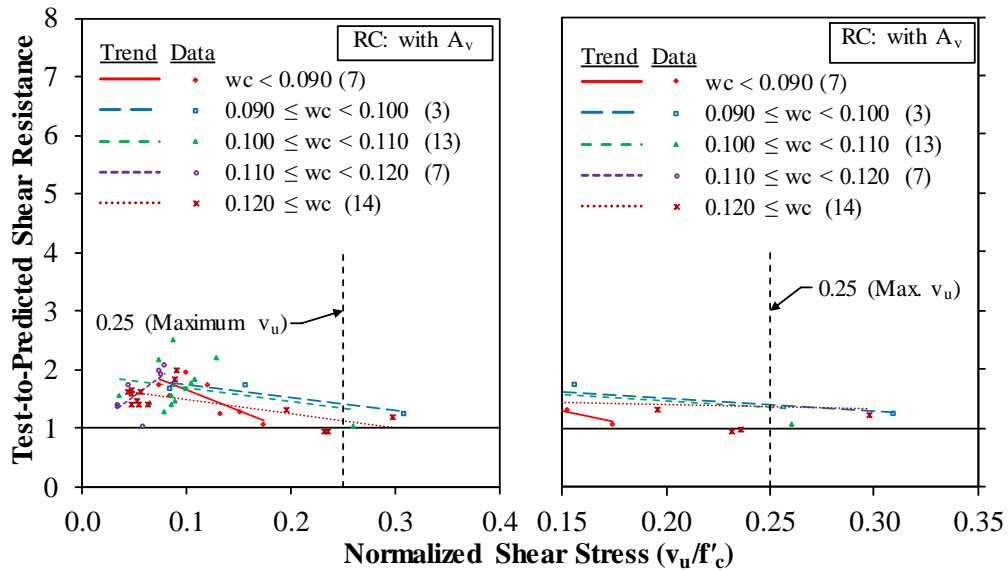 Test-to-Predicted Shear Resistance
8
7
6
5
4
3
2
1
0
RC: with Av
Trend Data
wc < 0.090 (7)
0.090 ≤ wc < 0.100 (3)
0.100 ≤ wc < 0.110 (13)
0.110 ≤ wc < 0.120 (7)
0.120 ≤ wc (14)
0.25 (Maximum vu)
0.0 0.1 0.2 0.3 0.4
RC: with Av
Trend Data
wc < 0.090 (7)
0.090 ≤ wc < 0.100 (3)
0.100 ≤ wc < 0.110 (13)
0.110 ≤ wc < 0.120 (7)
0.120 ≤ wc (14)
0.25 (Max. vu)
0.15 0.20 0.25 0.30 0.35
Normalized Shear Stress (vu/f'c)